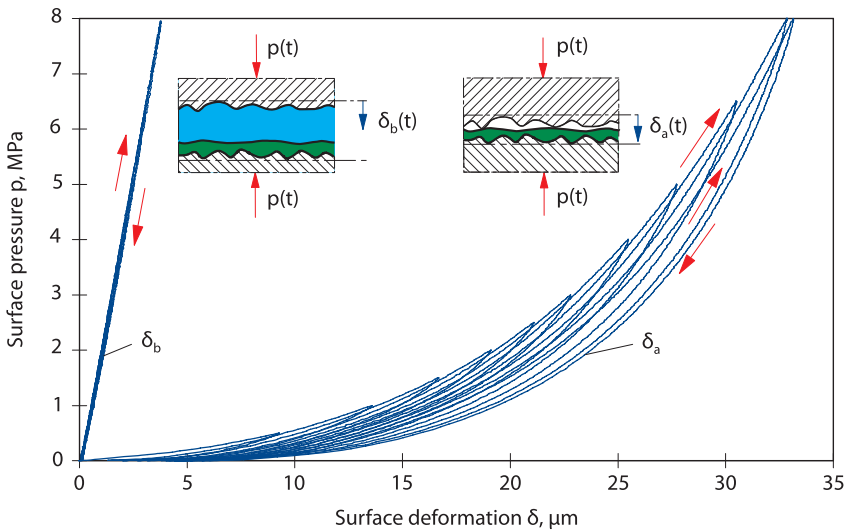 8
7
6
5
4
3
2
1
0
Surface pressure p, MPa
p(t)
δb(t)
p(t)
p(t)
δa(t)
p(t)
δb
δa
0
5
10
15
20
25
30
35
Surface deformation δ, μm